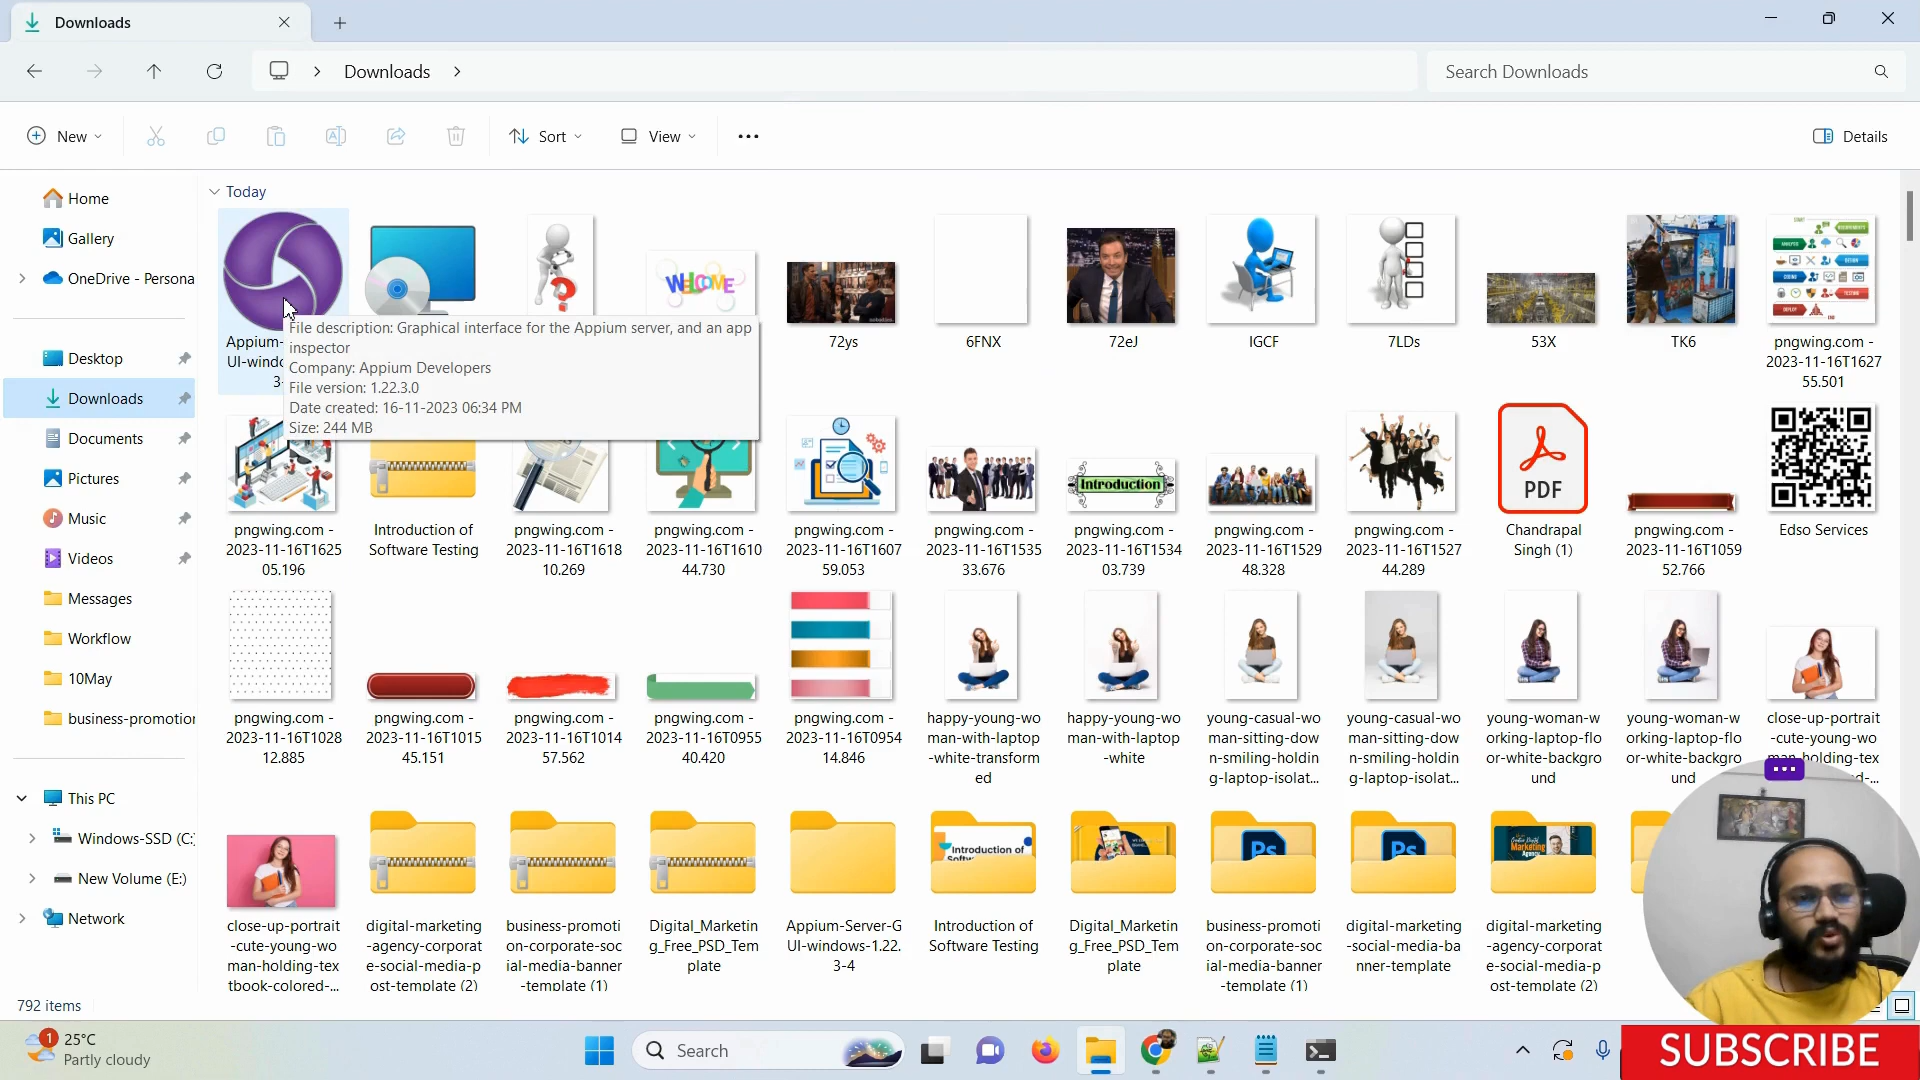 Downloads
Downloads
Search Downloads
New
Sort
View
Details
Home
Gallery
OneDrive - Persona
Desktop
Downloads
Documents
Pictures
Music
Videos
Messages
Workflow
10May
business-promotion
This PC
Windows-SSD (C:
New Volume (E:)
Network
Today
Appium-
UI-windo
3-
File description: Graphical interface for the Appium server, and an app
inspector
Company: Appium Developers
File version: 1.22.3.0
Date created: 16-11-2023 06:34 PM
Size: 244 MB
WELCOME
72ys
6FNX
72eJ
IGCF
7LDs
53X
TK6
pngwing.com -
2023-11-16T1627
55.501
pngwing.com -
2023-11-16T1625
05.196
Introduction of
Software Testing
pngwing.com -
2023-11-16T1618
10.269
pngwing.com -
2023-11-16T1610
44.730
pngwing.com -
2023-11-16T1607
59.053
pngwing.com -
2023-11-16T1535
33.676
Introduction
pngwing.com -
2023-11-16T1534
03.739
pngwing.com -
2023-11-16T1529
48.328
pngwing.com -
2023-11-16T1527
44.289
PDF
Chandrapal
Singh (1)
pngwing.com -
2023-11-16T1059
52.766
Edso Services
pngwing.com -
2023-11-16T1028
12.885
pngwing.com -
2023-11-16T1015
45.151
pngwing.com -
2023-11-16T1014
57.562
pngwing.com -
2023-11-16T0955
40.420
pngwing.com -
2023-11-16T0954
14.846
happy-young-wo
man-with-laptop
-white-transform
ed
happy-young-wo
man-with-laptop
-white
young-casual-wo
man-sitting-dow
n-smiling-holdin
g-laptop-isolat...
young-casual-wo
man-sitting-dow
n-smiling-holdin
g-laptop-isolat...
young-woman-w
orking-laptop-flo
or-white-backgro
und
young-woman-w
orking-laptop-flo
or-white-backgro
und
close-up-portrait
-cute-young-wo
man-holding-tex
close-up-portrait
-cute-young-wo
man-holding-tex
tbook-colored-...
digital-marketing
-agency-corporat
e-social-media-p
ost-template (2)
business-promoti
on-corporate-soc
ial-media-banner
-template (1)
Digital_Marketin
g_Free_PSD_Tem
plate
Appium-Server-G
UI-windows-1.22.
3-4
Introduction of
Introduction of
Software Testing
Digital_Marketin
g_Free_PSD_Tem
plate
Ps
business-promoti
on-corporate-soc
ial-media-banner
-template (1)
Ps
digital-marketing
-social-media-ba
nner-template
Marketing
digital-marketing
-agency-corporat
e-social-media-p
ost-template (2)
792 items
1
25°C
Partly cloudy
Search
SUBSCRIBE